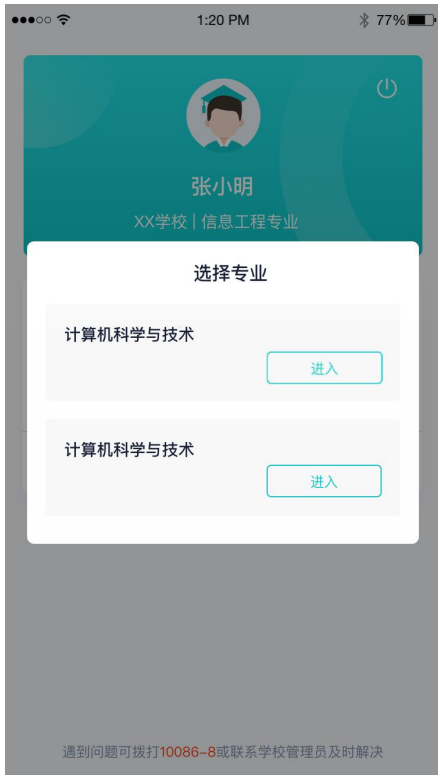 1:20 PM
77%
张小明
XX学校 | 信息工程专业
选择专业
计算机科学与技术
进入
计算机科学与技术
进入
遇到问题可拨打10086-8或联系学校管理员及时解决